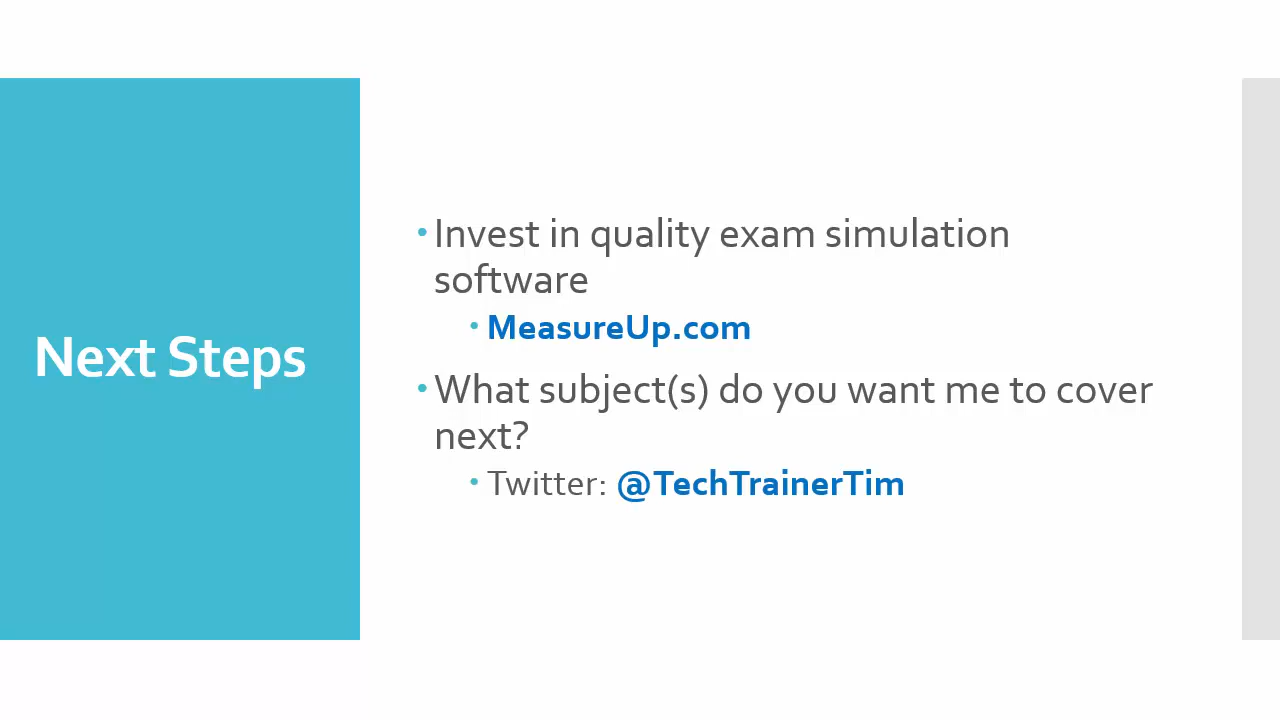 Next Steps
• Invest in quality exam simulation
software
• MeasureUp.com
• What subject(s) do you want me to cover
next?
• Twitter: @TechTrainerTim